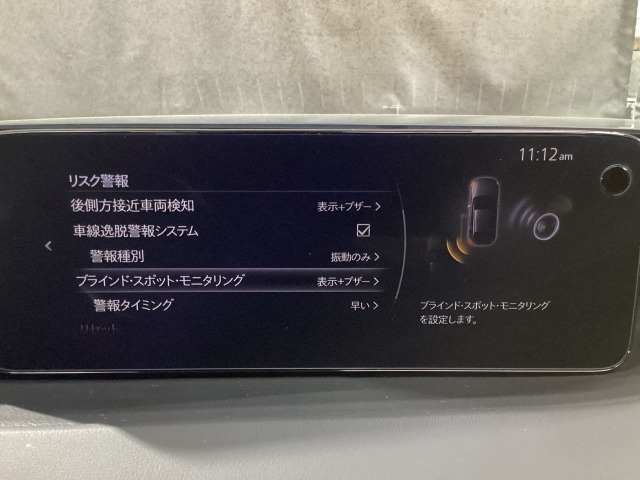 11:12am
リスク警報
後側方接近車両検知 表示+ブザー
車線逸脱警報システム
警報種別 振動のみ
ブラインド・スポット・モニタリング 表示+ブザー
警報タイミング 早い
リセット
ブラインド・スポット・モニタリング
を設定します。